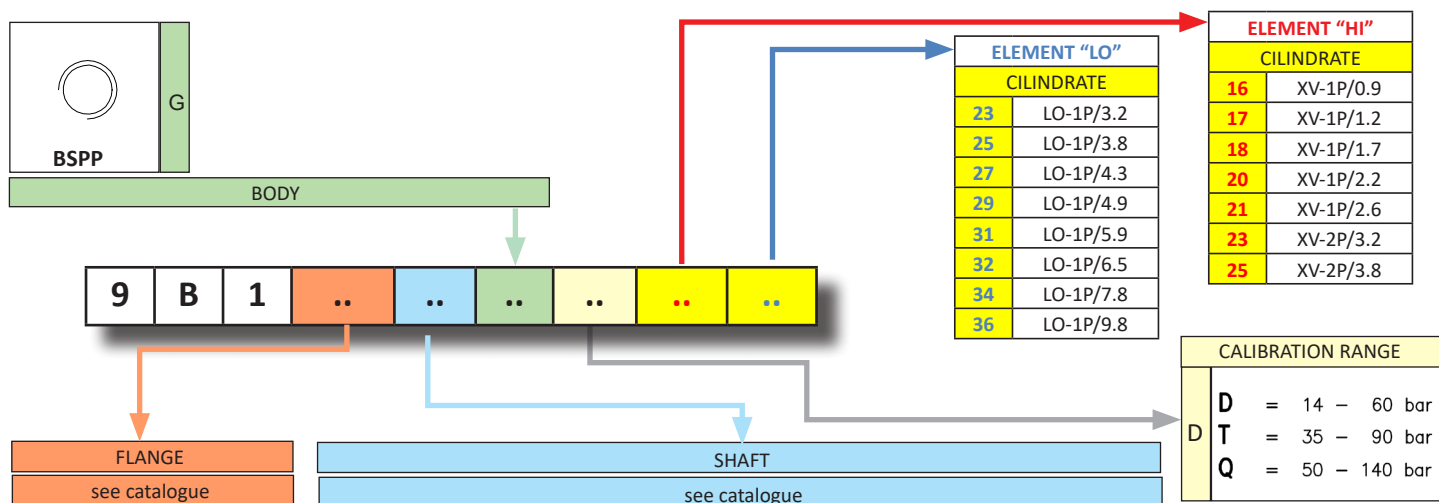 G
BSPP
BODY
ELEMENT “LO”
CILINDRATE
23 LO-1P/3.2
25 LO-1P/3.8
27 LO-1P/4.3
29 LO-1P/4.9
31 LO-1P/5.9
32 LO-1P/6.5
34 LO-1P/7.8
36 LO-1P/9.8
ELEMENT “HI”
CILINDRATE
16 XV-1P/0.9
17 XV-1P/1.2
18 XV-1P/1.7
20 XV-1P/2.2
21 XV-1P/2.6
23 XV-2P/3.2
25 XV-2P/3.8
9 B 1 .. .. .. .. .. ..
CALIBRATION RANGE
D
D = 14 – 60 bar
T = 35 – 90 bar
Q = 50 – 140 bar
FLANGE
see catalogue
SHAFT
see catalogue